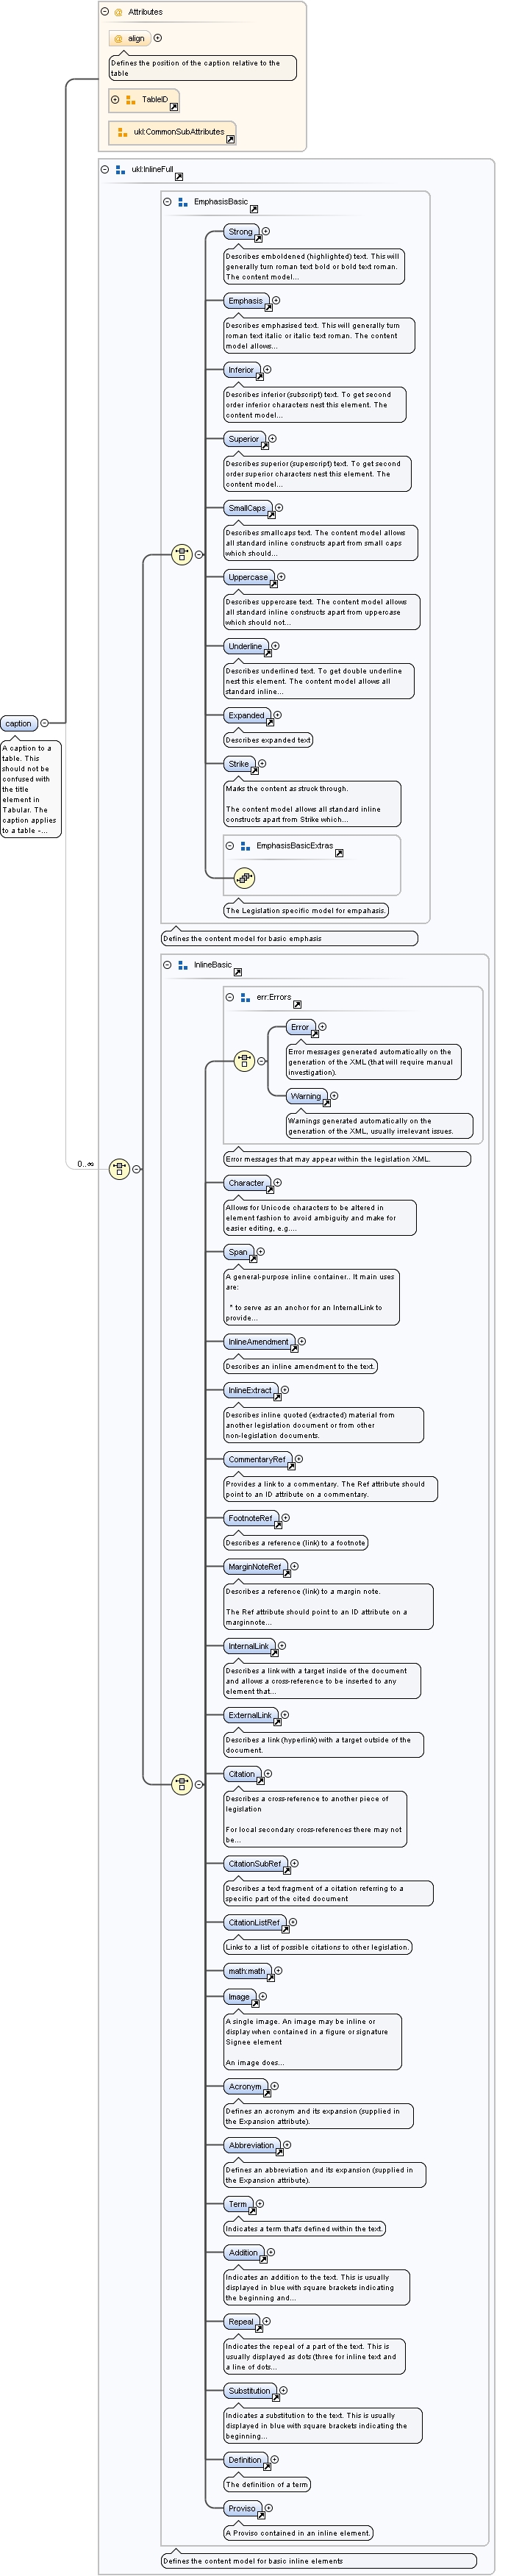 Attributes
@ align
Defines the position of the caption relative to the
table
TableID
ukl:CommonSubAttributes
ukl:InlineFull
EmphasisBasic
Strong
Describes emboldened (highlighted) text. This will
generally turn roman text bold or bold text roman.
The content model...
Emphasis
Describes emphasised text. This will generally turn
roman text italic or italic text roman. The content
model allows...
Inferior
Describes inferior (subscript) text. To get second
order inferior characters nest this element. The
content model...
Superior
Describes superior (superscript) text. To get second
order superior characters nest this element. The
content model...
SmallCaps
Describes smallcaps text. The content model allows
all standard inline constructs apart from small caps
which should...
Uppercase
Describes uppercase text. The content model allows
all standard inline constructs apart from uppercase
which should not...
Underline
Describes underlined text. To get double underline
nest this element. The content model allows all
standard inline...
Expanded
Describes expanded text
Strike
Marks the content as struck through.
The content model allows all standard inline
constructs apart from Strike which...
EmphasisBasicExtras
The Legislation specific model for empahasis.
Defines the content model for basic emphasis
caption
A caption to a
table. This
should not be
confused with
the title
element in
Tabular. The
caption applies
to a table -...
InlineBasic
err:Errors
Error
Error messages generated automatically on the
generation of the XML (that will require manual
investigation).
Warning
Warnings generated automatically on the
generation of the XML, usually irrelevant issues.
Error messages that may appear within the legislation XML.
0..∞
Character
Allows for Unicode characters to be altered in
element fashion to avoid ambiguity and make for
easier editing, e.g....
Span
A general-purpose inline container.. It main uses
are:
* to serve as an anchor for an InternalLink to
provide...
InlineAmendment
Describes an inline amendment to the text.
InlineExtract
Describes inline quoted (extracted) material from
another legislation document or from other
non-legislation documents.
CommentaryRef
Provides a link to a commentary. The Ref attribute should
point to an ID attribute on a commentary.
FootnoteRef
Describes a reference (link) to a footnote
MarginNoteRef
Describes a reference (link) to a margin note.
The Ref attribute should point to an ID attribute on a
marginnote...
InternalLink
Describes a link with a target inside of the document
and allows a cross-reference to be inserted to any
element that...
ExternalLink
Describes a link (hyperlink) with a target outside of the
document.
Citation
Describes a cross-reference to another piece of
legislation
For local secondary cross-references there may not
be...
CitationSubRef
Describes a text fragment of a citation referring to a
specific part of the cited document
CitationListRef
Links to a list of possible citations to other legislation.
math:math
Image
A single image. An image may be inline or
display when contained in a figure or signature
Signee element
An image does...
Acronym
Defines an acronym and its expansion (supplied in
the Expansion attribute).
Abbreviation
Defines an abbreviation and its expansion (supplied in
the Expansion attribute).
Term
Indicates a term that's defined within the text.
Addition
Indicates an addition to the text. This is usually
displayed in blue with square brackets indicating
the beginning and...
Repeal
Indicates the repeal of a part of the text. This is
usually displayed as dots (three for inline text and
a line of dots...
Substitution
Indicates a substitution to the text. This is usually
displayed in blue with square brackets indicating the
beginning...
Definition
The definition of a term
Proviso
A Proviso contained in an inline element.
Defines the content model for basic inline elements